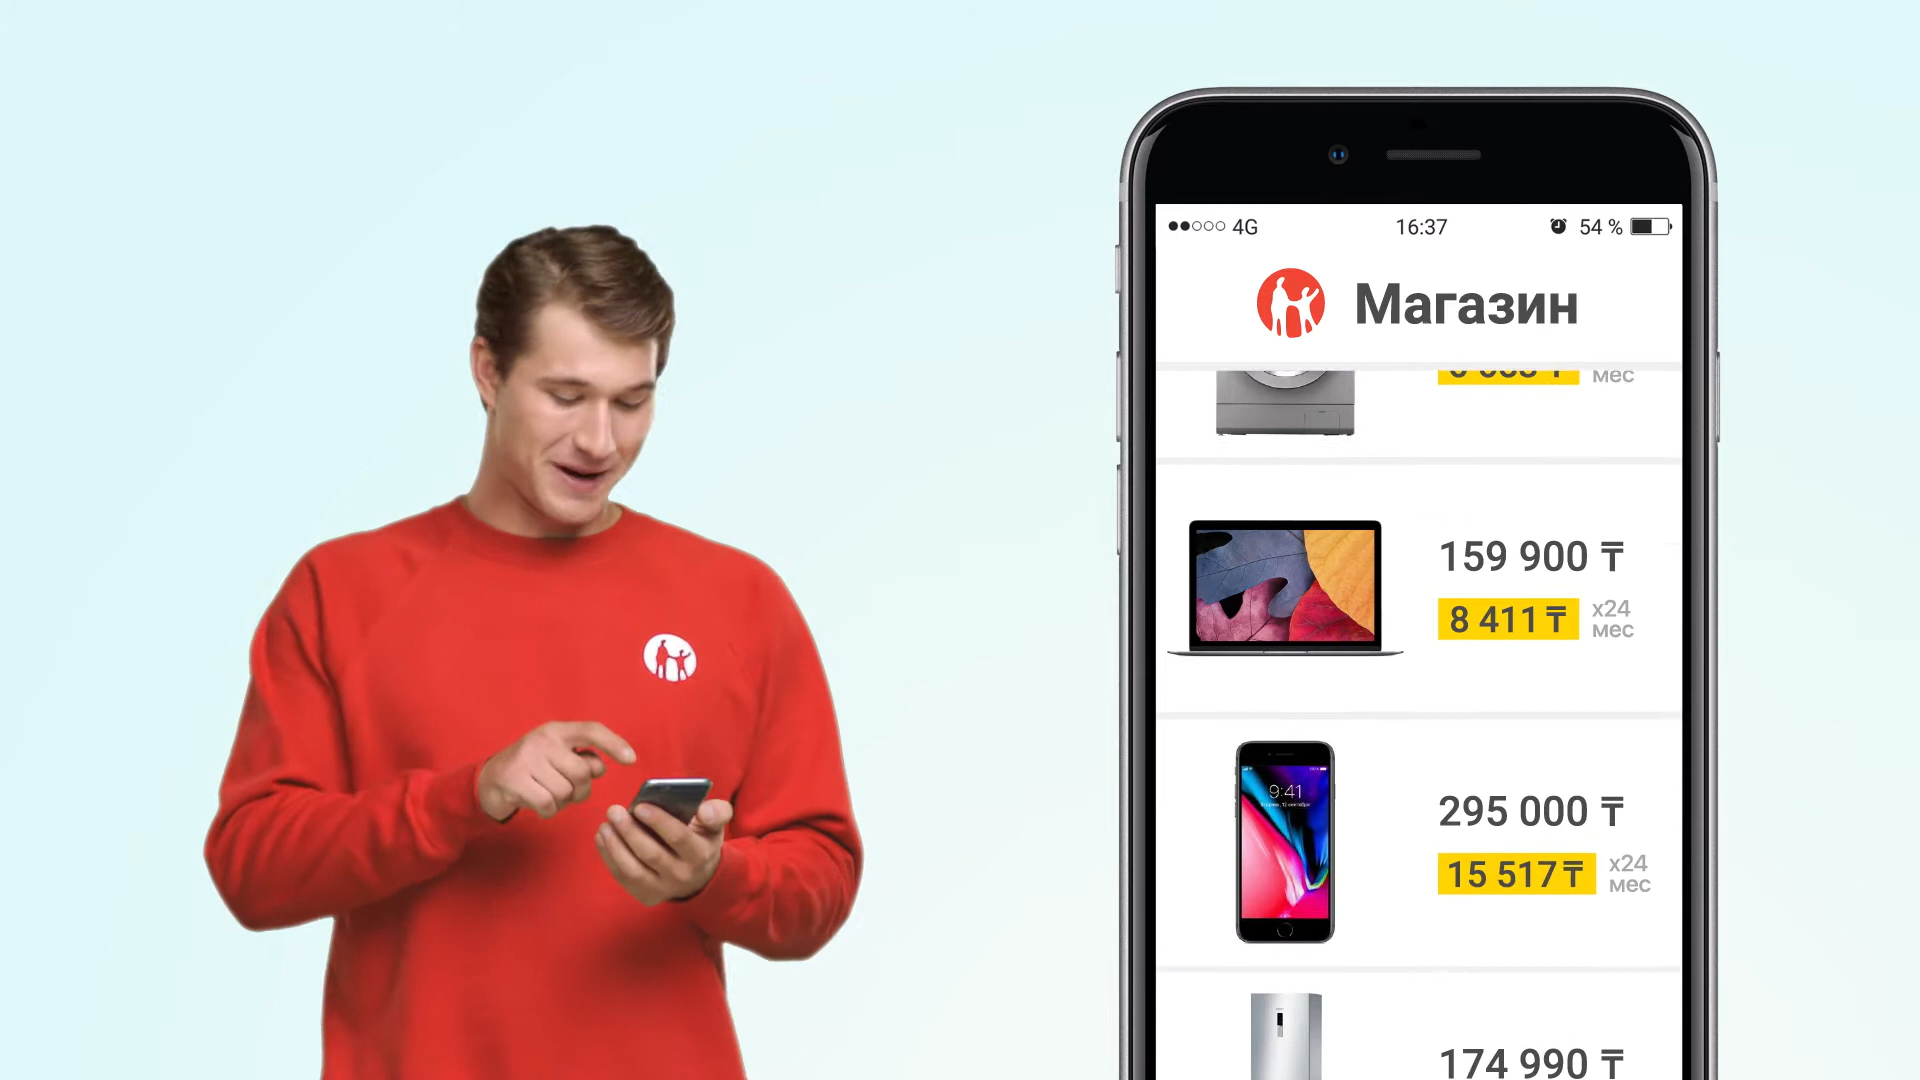 4G
16:37
54 %
Магазин
мес
159 900 ₸
8 411 ₸
x24
мес
9:41
295 000 ₸
15 517 ₸
x24
мес
174 990 ₸